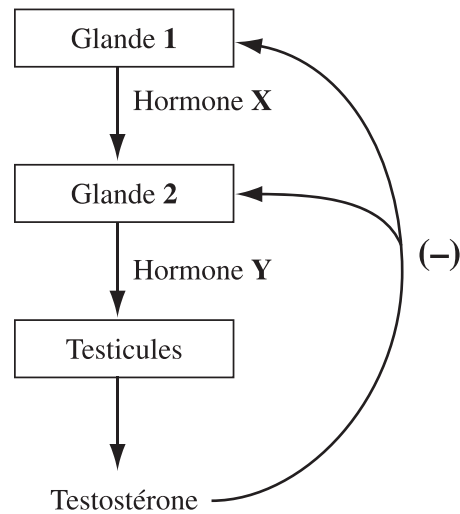 Glande 1
Hormone X
Glande 2
(–)
Hormone Y
Testicules
Testostérone